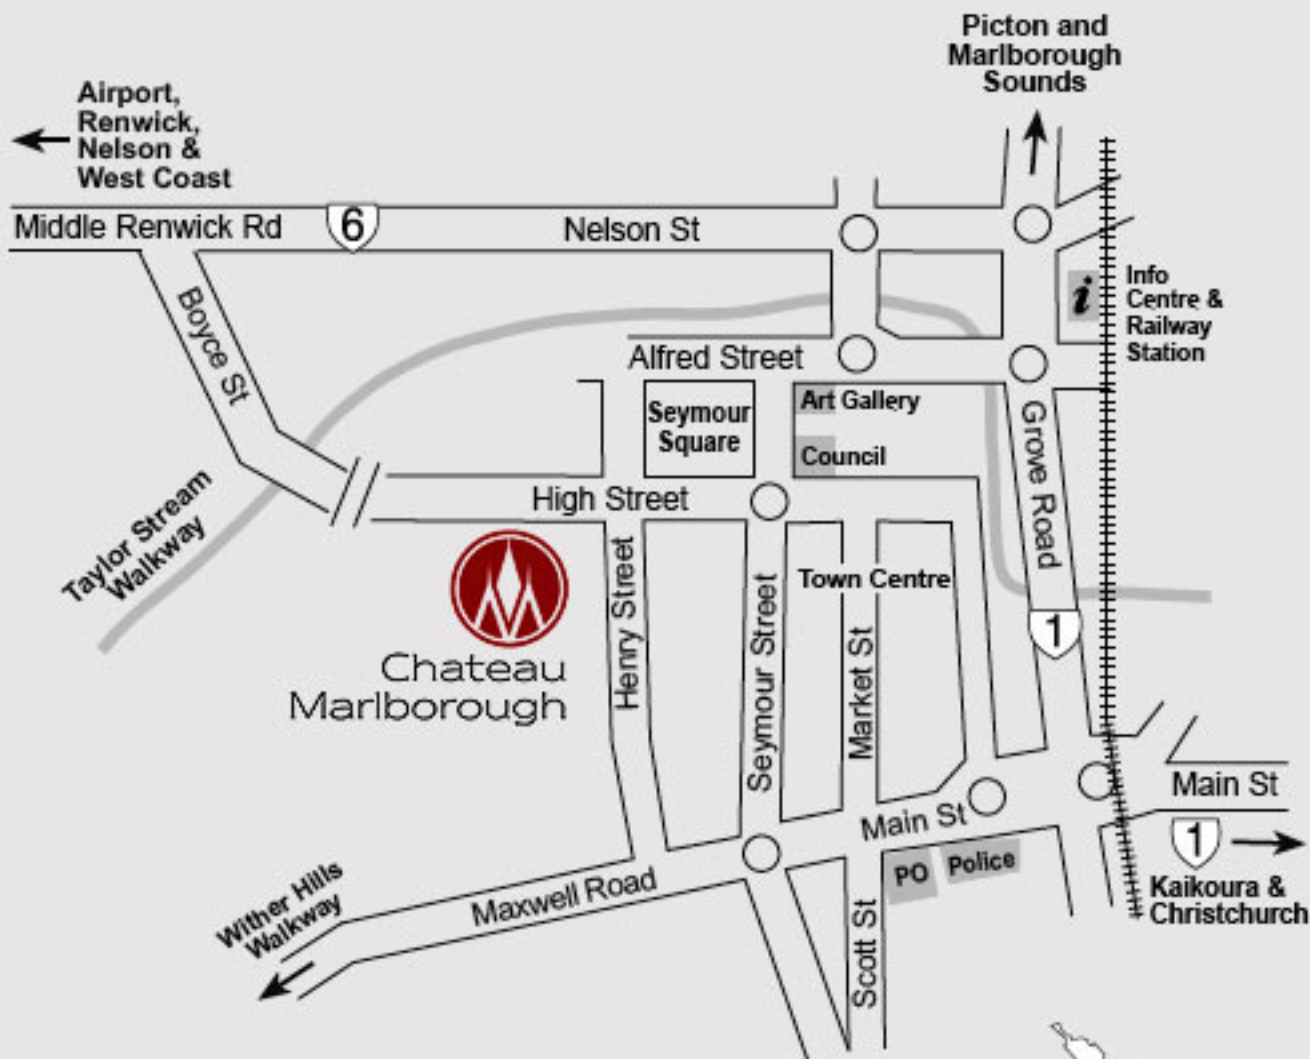 Picton and
Marlborough
Sounds
Airport,
Renwick,
Nelson &
West Coast
Middle Renwick Rd
6
Nelson St
Boyce St
i
Info
Centre &
Railway
Station
Alfred Street
Seymour
Square
Art Gallery
Council
Grove Road
Taylor Stream
Walkway
High Street
Henry Street
Seymour Street
Town Centre
Market St
1
Chateau
Marlborough
Main St
Main St
1
Kaikoura &
Christchurch
PO
Police
Maxwell Road
Scott St
Wither Hills
Walkway